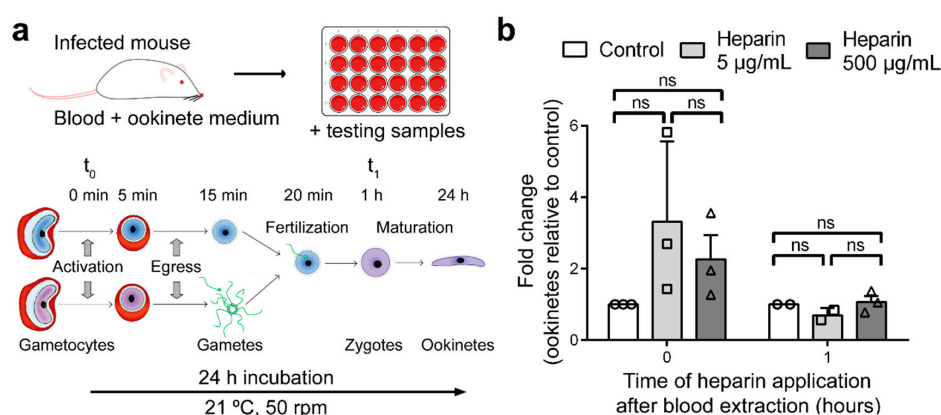 a
Infected mouse
Blood + ookinete medium
+ testing samples
t0
t1
0 min 5 min 15 min 20 min 1 h 24 h
Fertilization Maturation
Activation Egress
Gametocytes Gametes Zygotes Ookinetes
24 h incubation
21 ºC, 50 rpm
b
Control
Heparin
5 µg/mL
Heparin
500 µg/mL
ns
ns ns
ns
ns ns
6
4
2
0
Fold change
(ookinetes relative to control)
0 1
Time of heparin application
after blood extraction (hours)